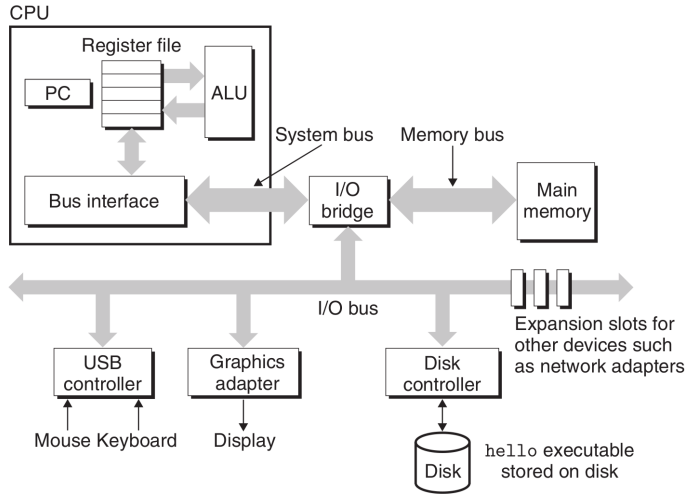 CPU
Register file
PC
ALU
System bus
Memory bus
Bus interface
I/O
bridge
Main
memory
I/O bus
Expansion slots for
other devices such
as network adapters
USB
controller
Graphics
adapter
Disk
controller
Mouse Keyboard
Display
Disk
hello executable
stored on disk